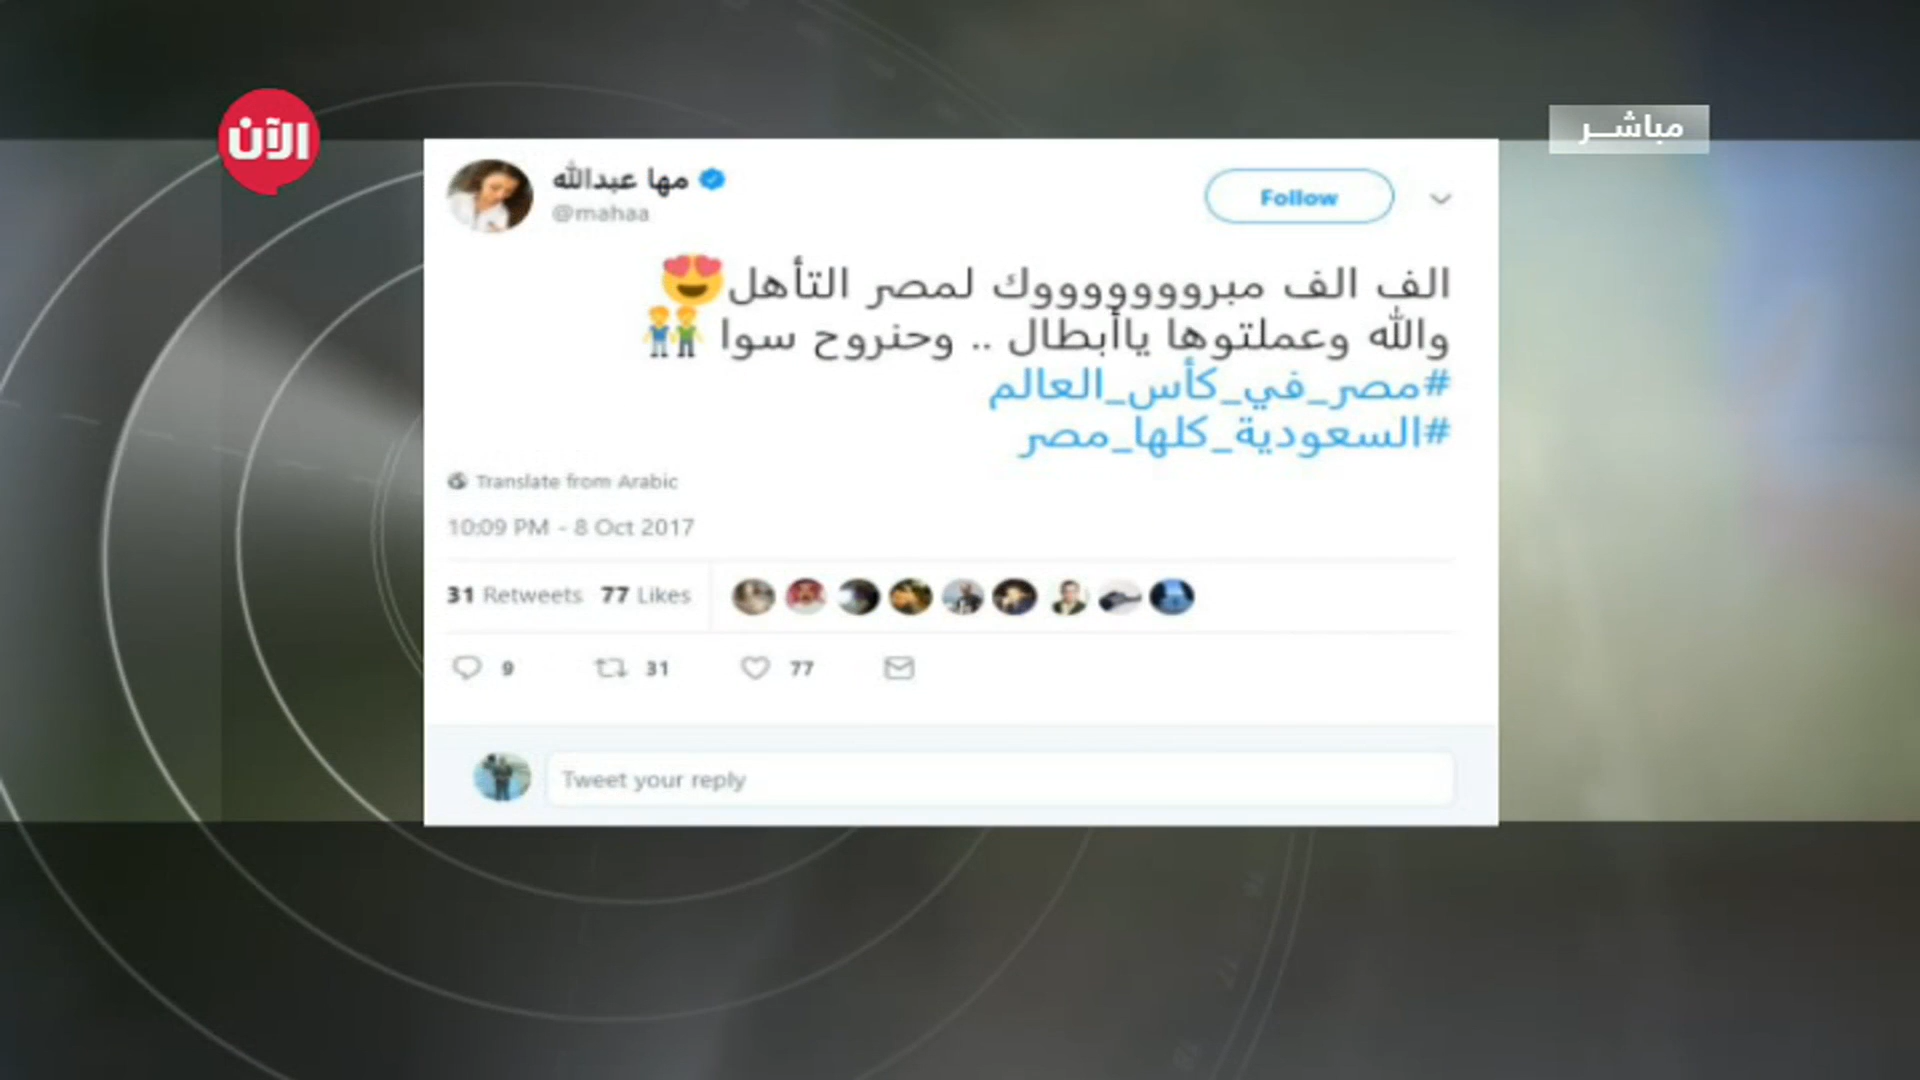 الآن
مباشر
مها عبدالله
@mahaa
Follow
الف الف مبرووووووووك لمصر التأهل😍
والله وعملتوها ياأبطال .. وحنروح سوا 👬
#مصر_في_كأس_العالم
#السعودية_كلها_مصر
Translate from Arabic
10:09 PM - 8 Oct 2017
31 Retweets 77 Likes
9 31 77
Tweet your reply